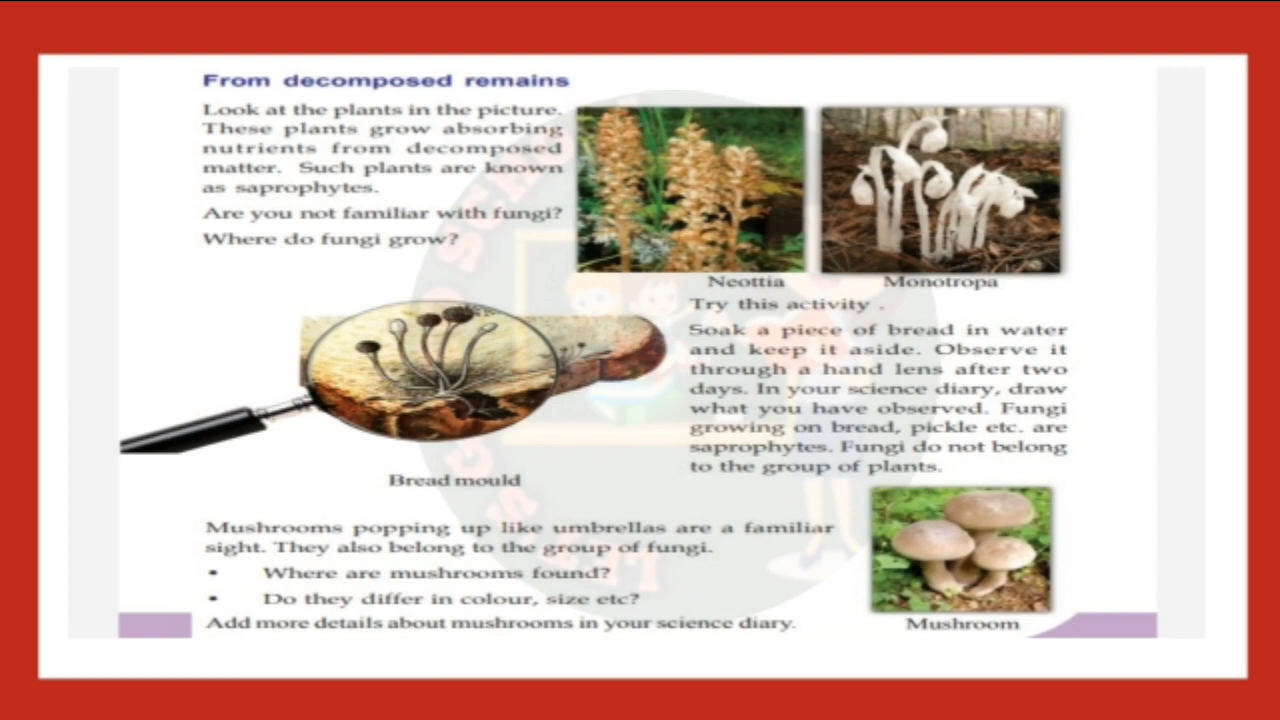 From decomposed remains
Look at the plants in the picture.
These plants grow absorbing
nutrients from decomposed
matter. Such plants are known
as saprophytes.
Are you not familiar with fungi?
Where do fungi grow?
Neottia
Monotropa
Try this activity .
Soak a piece of bread in water
and keep it aside. Observe it
through a hand lens after two
days. In your science diary, draw
what you have observed. Fungi
growing on bread, pickle etc. are
saprophytes. Fungi do not belong
to the group of plants.
Bread mould
Mushrooms popping up like umbrellas are a familiar
sight. They also belong to the group of fungi.
• Where are mushrooms found?
• Do they differ in colour, size etc?
Add more details about mushrooms in your science diary.
Mushroom